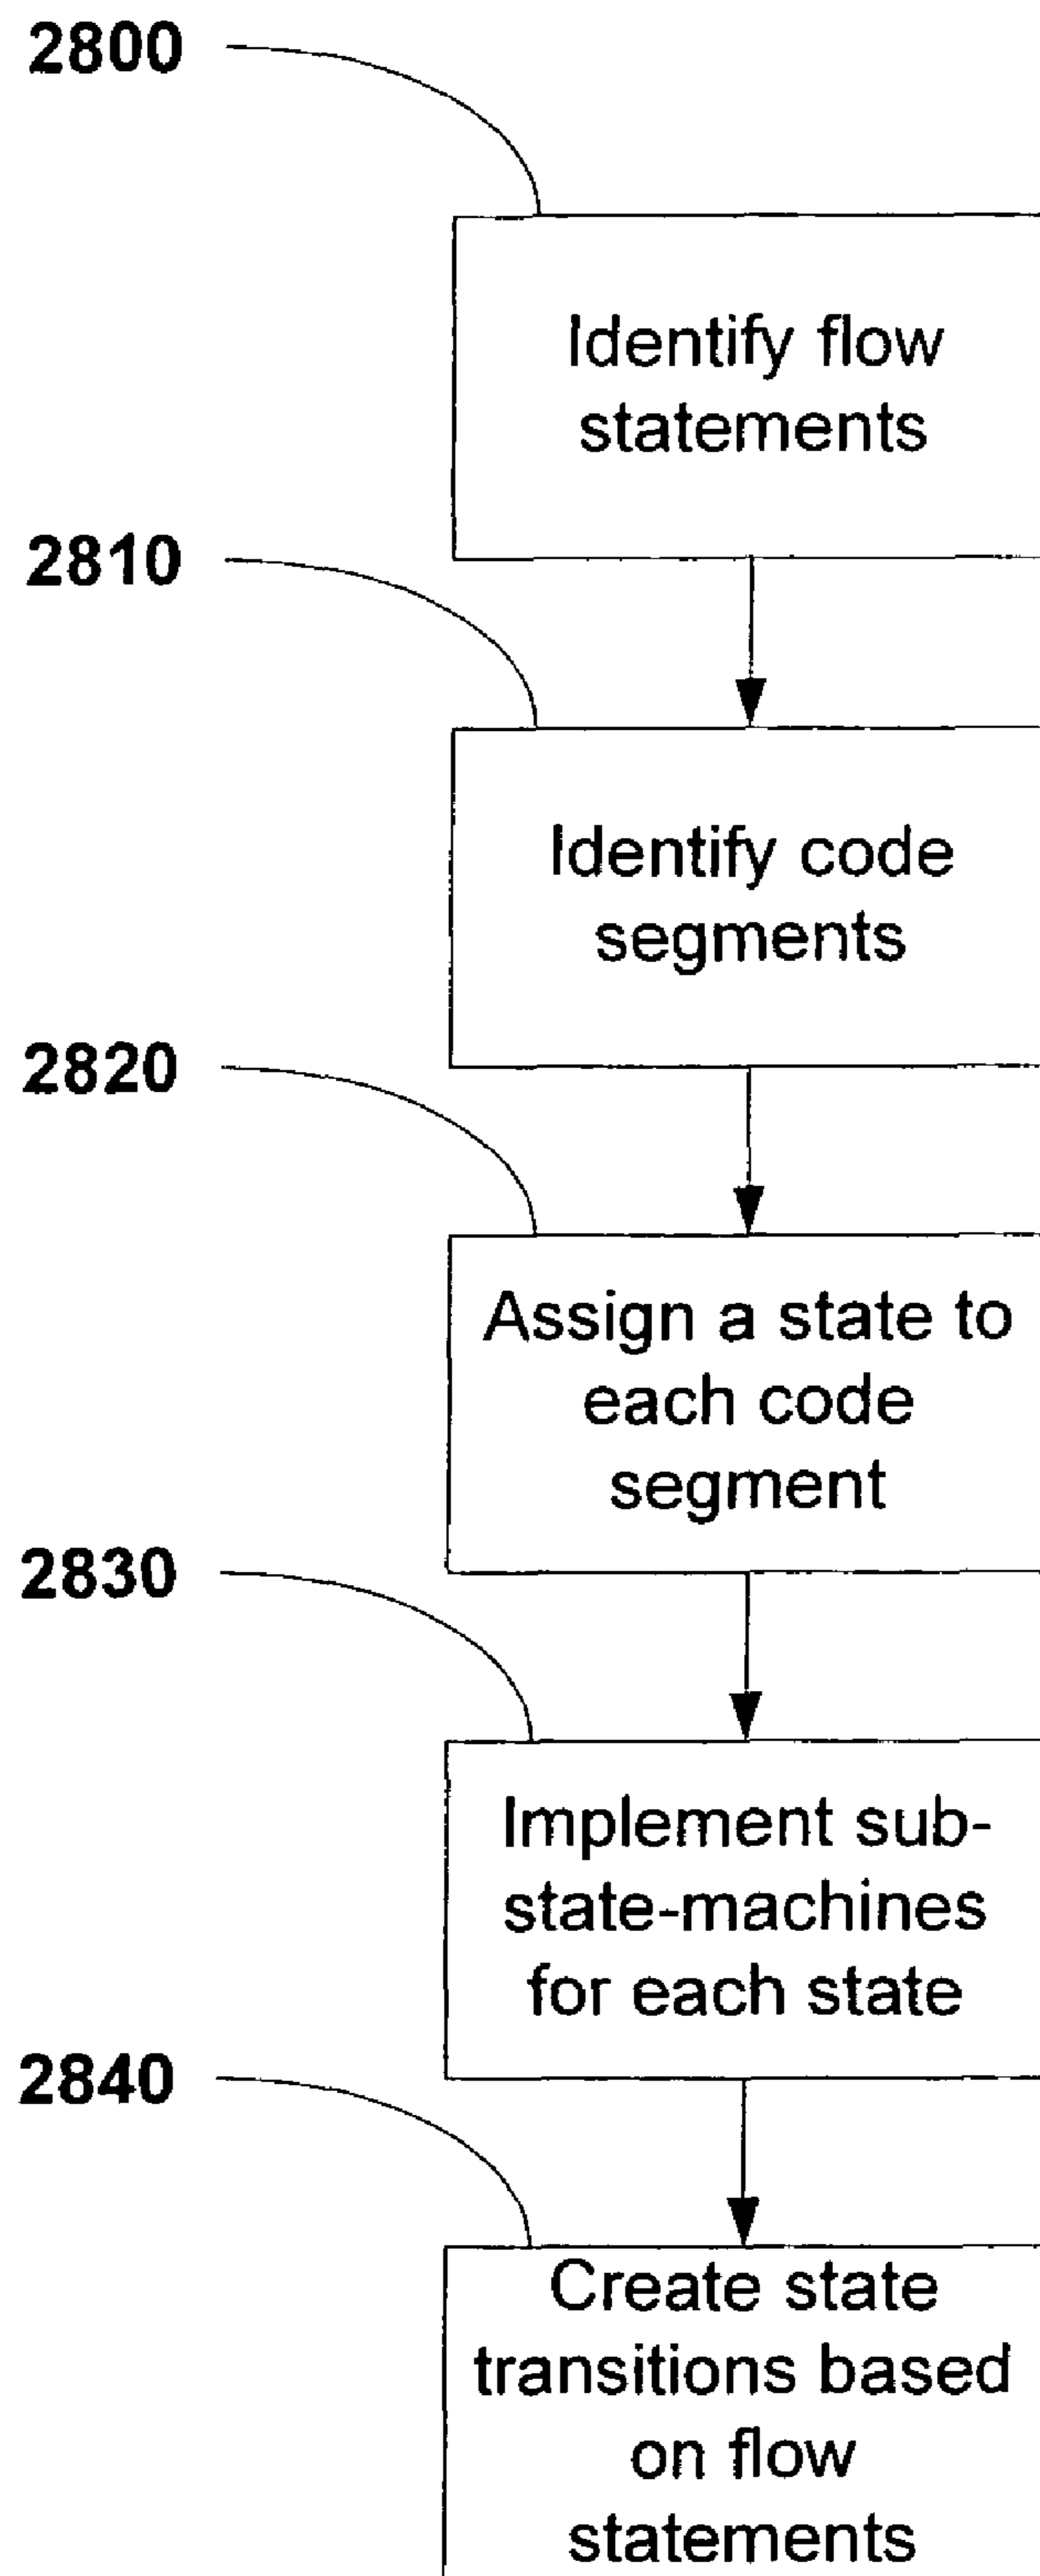 2800
Identify flow
statements
2810
Identify code
segments
2820
Assign a state to
each code
segment
2830
Implement sub-
state-machines
for each state
2840
Create state
transitions based
on flow
statements